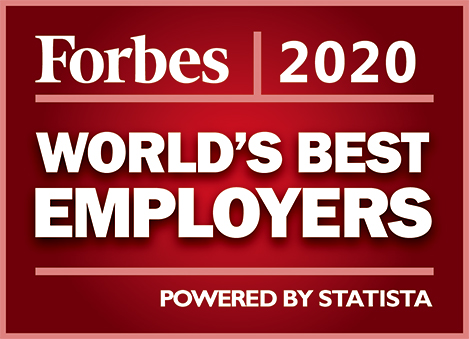 Forbes | 2020
WORLD'S BEST
EMPLOYERS
POWERED BY STATISTA